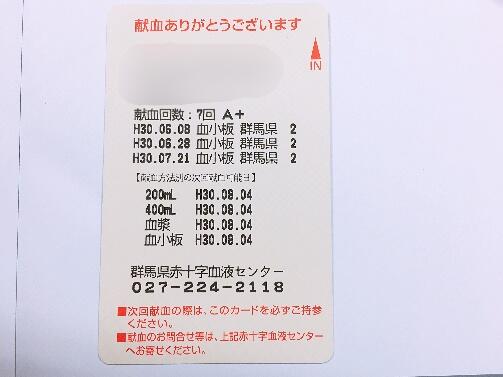 献血ありがとうございます
IN
献血回数:7回 A+
H30.06.08 血小板 群馬県 2
H30.06.28 血小板 群馬県 2
H30.07.21 血小板 群馬県 2
【献血方法別の次回献血可能日】
200mL H30.08.04
400mL H30.08.04
血漿 H30.08.04
血小板 H30.08.04
群馬県赤十字血液センター
027-224-2118
■次回献血の際は、このカードを必ずご持参
ください。
■献血のお問合せ等は、上記赤十字血液センター
へお寄せください。